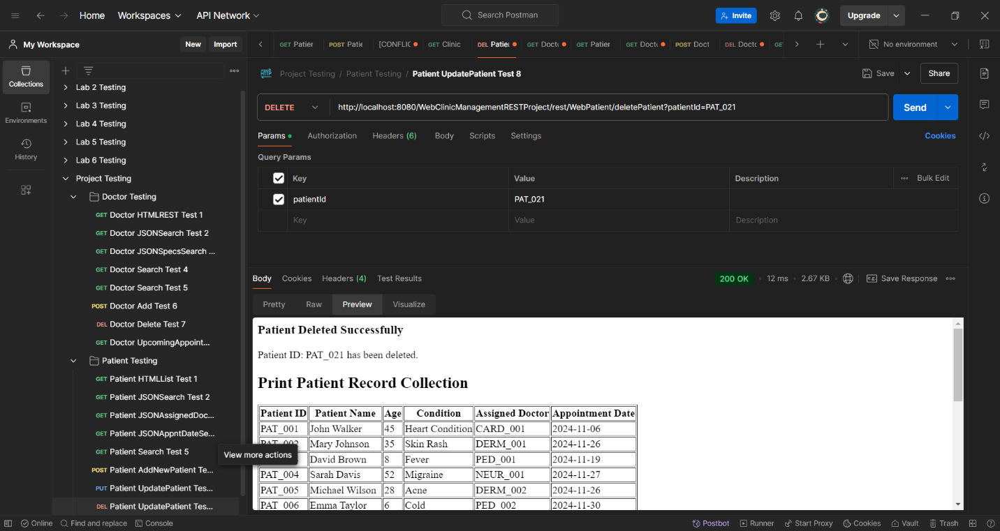 Home Workspaces API Network Search Postman Invite Upgrade
My Workspace New Import GET Patier POST Patie [CONFLIC GET Clinic DEL Patie GET Doct GET Patier GET Doct POST Doct DEL Docto GE No environment
Collections
Environments
History
Lab 2 Testing
Lab 3 Testing
Lab 4 Testing
Lab 5 Testing
Lab 6 Testing
Project Testing
Doctor Testing
GET Doctor HTMLREST Test 1
GET Doctor JSONSearch Test 2
GET Doctor JSONSpecsSearch ...
GET Doctor Search Test 4
GET Doctor Search Test 5
POST Doctor Add Test 6
DEL Doctor Delete Test 7
GET Doctor UpcomingAppoint...
Patient Testing
GET Patient HTMLList Test 1
GET Patient JSONSearch Test 2
GET Patient JSONAssignedDoc...
GET Patient JSONAppntDateSe...
GET Patient Search Test 5
POST Patient AddNewPatient Te...
PUT Patient UpdatePatient Tes...
DEL Patient UpdatePatient Tes...
View more actions
HTTP Project Testing / Patient Testing / Patient UpdatePatient Test 8 Save Share
DELETE http://localhost:8080/WebClinicManagementRESTProject/rest/WebPatient/deletePatient?patientId=PAT_021 Send
Params Authorization Headers (6) Body Scripts Settings Cookies
Query Params
Key Value Description Bulk Edit
patientId PAT_021
Key Value Description
Body Cookies Headers (4) Test Results 200 OK 12 ms 2.67 KB e.g. Save Response
Pretty Raw Preview Visualize
Patient Deleted Successfully
Patient ID: PAT_021 has been deleted.
Print Patient Record Collection
Patient ID Patient Name Age Condition Assigned Doctor Appointment Date
PAT_001 John Walker 45 Heart Condition CARD_001 2024-11-06
PAT_002 Mary Johnson 35 Skin Rash DERM_001 2024-11-26
David Brown 8 Fever PED_001 2024-11-19
PAT_004 Sarah Davis 52 Migraine NEUR_001 2024-11-27
PAT_005 Michael Wilson 28 Acne DERM_002 2024-11-26
PAT_006 Emma Taylor 6 Cold PED_002 2024-11-30
Online Find and replace Console Postbot Runner Start Proxy Cookies Vault Trash